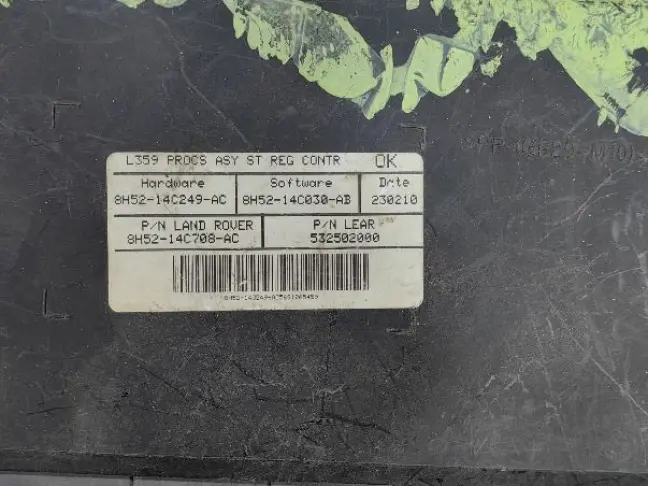 L359 PROCS ASY ST REG CONTR OK
Hardware Software Date
8H52-14C249-AC 8H52-14C030-AB 230210
P/N LAND ROVER P/N LEAR
8H52-14C708-AC 532502000